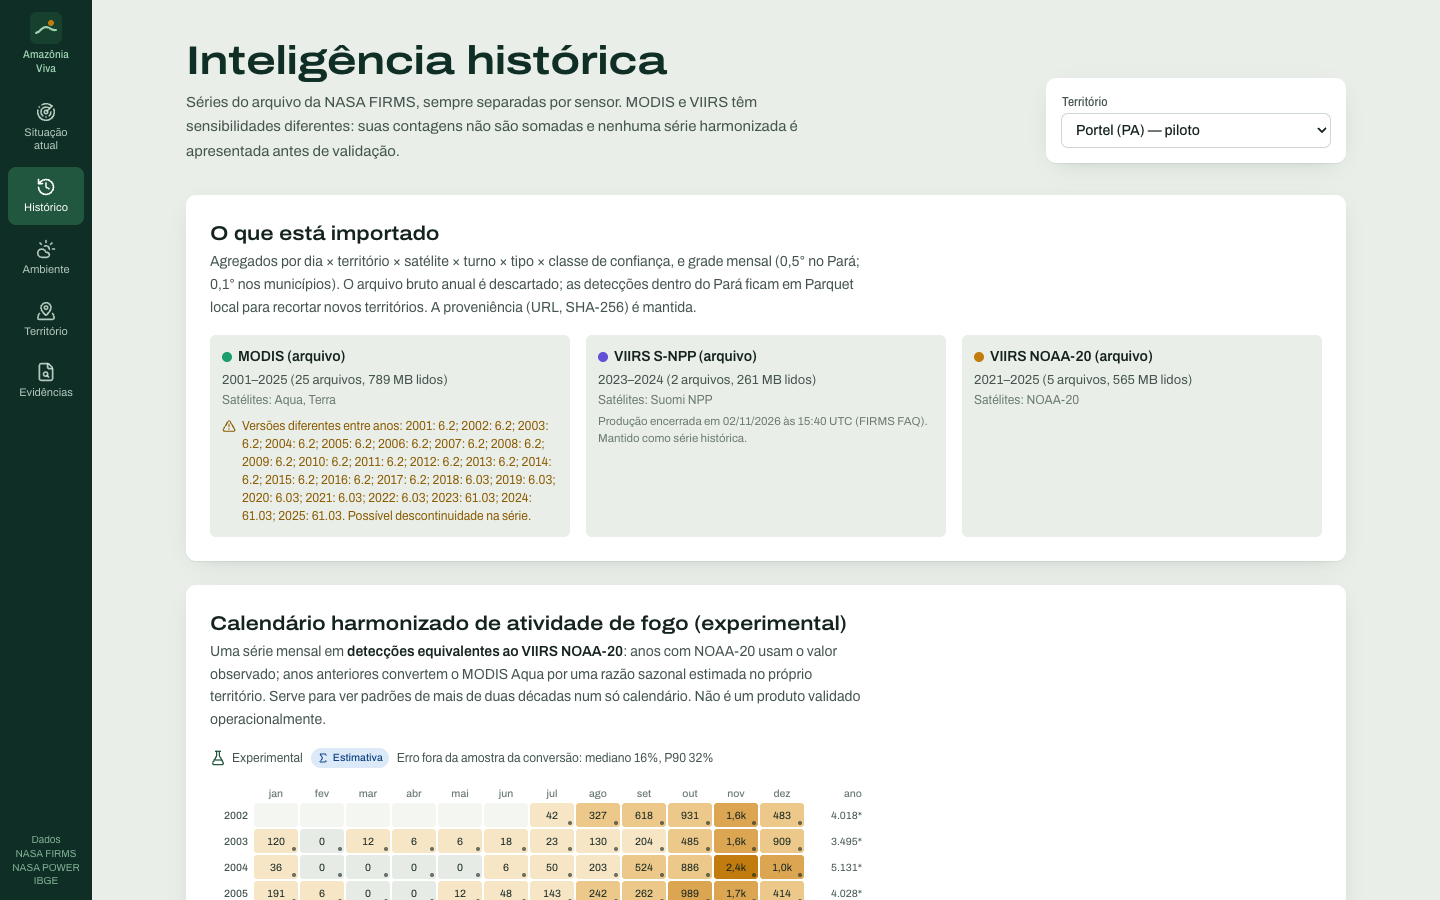 Amazônia
Viva
Situação
atual
Histórico
Ambiente
Território
Evidências
Dados
NASA FIRMS
NASA POWER
IBGE
Inteligência histórica
Séries do arquivo da NASA FIRMS, sempre separadas por sensor. MODIS e VIIRS têm
sensibilidades diferentes: suas contagens não são somadas e nenhuma série harmonizada é
apresentada antes de validação.
Território
Portel (PA) — piloto
O que está importado
Agregados por dia × território × satélite × turno × tipo × classe de confiança, e grade mensal (0,5° no Pará;
0,1° nos municípios). O arquivo bruto anual é descartado; as detecções dentro do Pará ficam em Parquet
local para recortar novos territórios. A proveniência (URL, SHA-256) é mantida.
MODIS (arquivo)
2001–2025 (25 arquivos, 789 MB lidos)
Satélites: Aqua, Terra
Versões diferentes entre anos: 2001: 6.2; 2002: 6.2; 2003:
6.2; 2004: 6.2; 2005: 6.2; 2006: 6.2; 2007: 6.2; 2008: 6.2;
2009: 6.2; 2010: 6.2; 2011: 6.2; 2012: 6.2; 2013: 6.2; 2014:
6.2; 2015: 6.2; 2016: 6.2; 2017: 6.2; 2018: 6.03; 2019: 6.03;
2020: 6.03; 2021: 6.03; 2022: 6.03; 2023: 61.03; 2024:
61.03; 2025: 61.03. Possível descontinuidade na série.
VIIRS S-NPP (arquivo)
2023–2024 (2 arquivos, 261 MB lidos)
Satélites: Suomi NPP
Produção encerrada em 02/11/2026 às 15:40 UTC (FIRMS FAQ).
Mantido como série histórica.
VIIRS NOAA-20 (arquivo)
2021–2025 (5 arquivos, 565 MB lidos)
Satélites: NOAA-20
Calendário harmonizado de atividade de fogo (experimental)
Uma série mensal em detecções equivalentes ao VIIRS NOAA-20: anos com NOAA-20 usam o valor
observado; anos anteriores convertem o MODIS Aqua por uma razão sazonal estimada no próprio
território. Serve para ver padrões de mais de duas décadas num só calendário. Não é um produto validado
operacionalmente.
Experimental Σ Estimativa Erro fora da amostra da conversão: mediano 16%, P90 32%
jan fev mar abr mai jun jul ago set out nov dez ano
2002 42 327 618 931 1,6k 483 4.018*
2003 120 0 12 6 6 18 23 130 204 485 1,6k 909 3.495*
2004 36 0 0 0 0 6 50 203 524 886 2,4k 1,0k 5.131*
2005 191 6 0 0 12 48 143 242 262 989 1,7k 414 4.028*